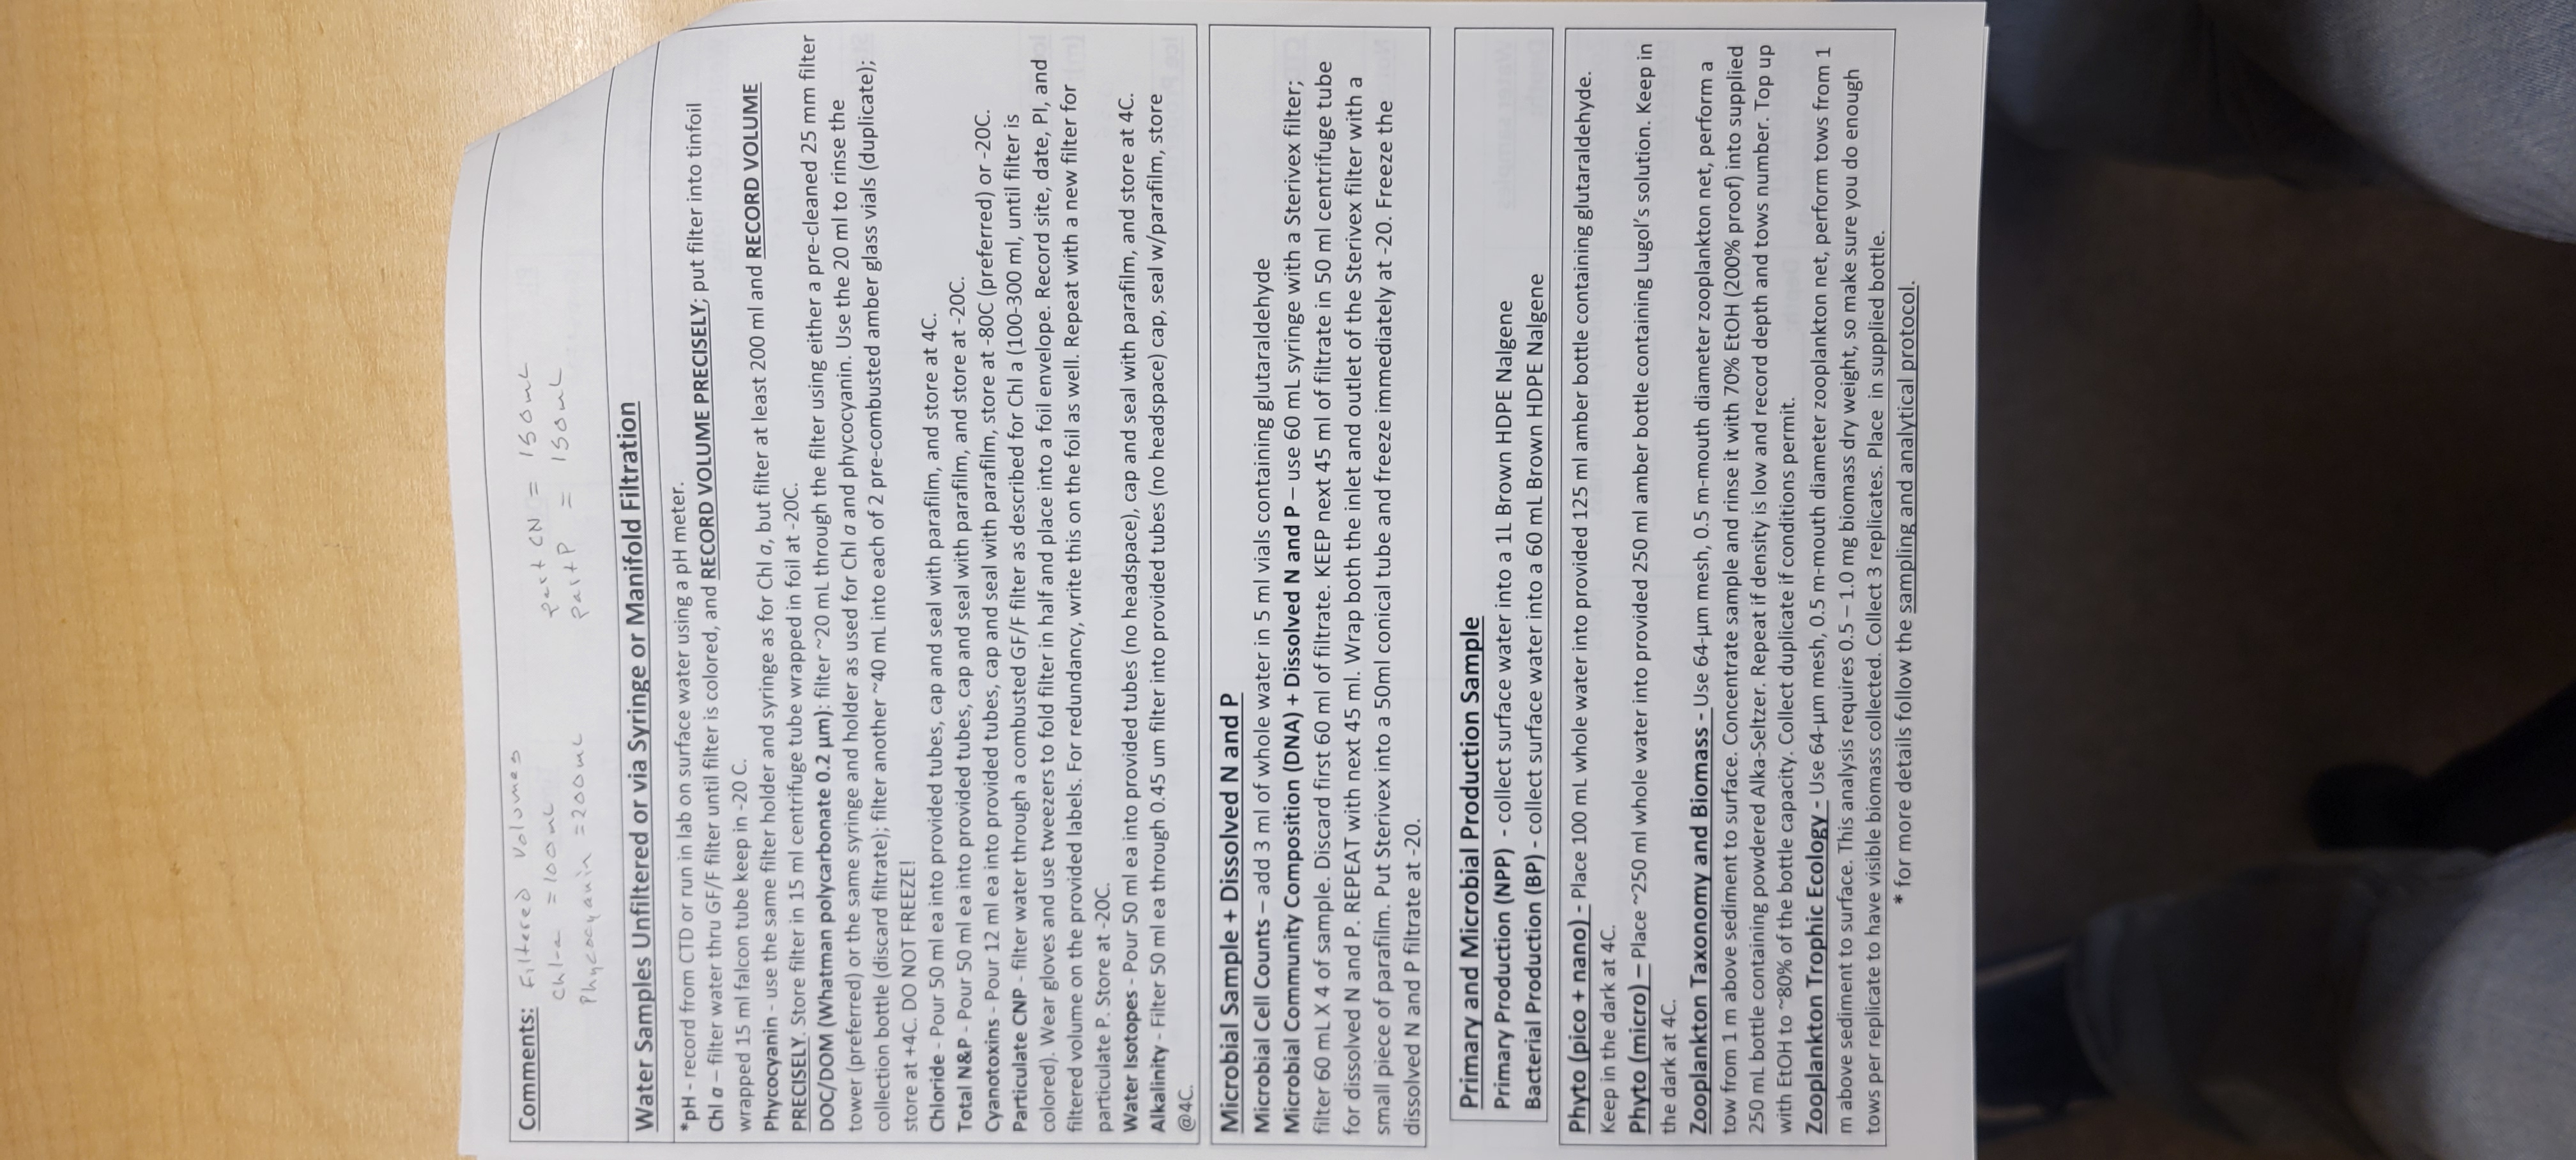 Comments: Filtered Volumes
Chl-a = 100mL
Phycocyanin = 200mL
part CN = 150mL
part P = 150mL
Water Samples Unfiltered or via Syringe or Manifold Filtration
*pH - record from CTD or run in lab on surface water using a pH meter.
Chl a – filter water thru GF/F filter until filter is colored, and RECORD VOLUME PRECISELY; put filter into tinfoil
wrapped 15 ml falcon tube keep in -20 C.
Phycocyanin - use the same filter holder and syringe as for Chl a, but filter at least 200 ml and RECORD VOLUME
PRECISELY. Store filter in 15 ml centrifuge tube wrapped in foil at -20C.
DOC/DOM (Whatman polycarbonate 0.2 µm): filter ~20 mL through the filter using either a pre-cleaned 25 mm filter
tower (preferred) or the same syringe and holder as used for Chl a and phycocyanin. Use the 20 ml to rinse the
collection bottle (discard filtrate); filter another ~40 mL into each of 2 pre-combusted amber glass vials (duplicate);
store at +4C. DO NOT FREEZE!
Chloride - Pour 50 ml ea into provided tubes, cap and seal with parafilm, and store at 4C.
Total N&P - Pour 50 ml ea into provided tubes, cap and seal with parafilm, and store at -20C.
Cyanotoxins - Pour 12 ml ea into provided tubes, cap and seal with parafilm, store at -80C (preferred) or -20C.
Particulate CNP - filter water through a combusted GF/F filter as described for Chl a (100-300 ml, until filter is
colored). Wear gloves and use tweezers to fold filter in half and place into a foil envelope. Record site, date, PI, and
filtered volume on the provided labels. For redundancy, write this on the foil as well. Repeat with a new filter for
particulate P. Store at -20C.
Water Isotopes - Pour 50 ml ea into provided tubes (no headspace), cap and seal with parafilm, and store at 4C.
Alkalinity - Filter 50 ml ea through 0.45 um filter into provided tubes (no headspace) cap, seal w/parafilm, store
@4C.
Microbial Sample + Dissolved N and P
Microbial Cell Counts – add 3 ml of whole water in 5 ml vials containing glutaraldehyde
Microbial Community Composition (DNA) + Dissolved N and P – use 60 mL syringe with a Sterivex filter;
filter 60 mL X 4 of sample. Discard first 60 ml of filtrate. KEEP next 45 ml of filtrate in 50 ml centrifuge tube
for dissolved N and P. REPEAT with next 45 ml. Wrap both the inlet and outlet of the Sterivex filter with a
small piece of parafilm. Put Sterivex into a 50ml conical tube and freeze immediately at -20. Freeze the
dissolved N and P filtrate at -20.
Primary and Microbial Production Sample
Primary Production (NPP) - collect surface water into a 1L Brown HDPE Nalgene
Bacterial Production (BP) - collect surface water into a 60 mL Brown HDPE Nalgene
Phyto (pico + nano) - Place 100 mL whole water into provided 125 ml amber bottle containing glutaraldehyde.
Keep in the dark at 4C.
Phyto (micro) – Place ~250 ml whole water into provided 250 ml amber bottle containing Lugol's solution. Keep in
the dark at 4C.
Zooplankton Taxonomy and Biomass - Use 64-µm mesh, 0.5 m-mouth diameter zooplankton net, perform a
tow from 1 m above sediment to surface. Concentrate sample and rinse it with 70% EtOH (200% proof) into supplied
250 mL bottle containing powdered Alka-Seltzer. Repeat if density is low and record depth and tows number. Top up
with EtOH to ~80% of the bottle capacity. Collect duplicate if conditions permit.
Zooplankton Trophic Ecology - Use 64-µm mesh, 0.5 m-mouth diameter zooplankton net, perform tows from 1
m above sediment to surface. This analysis requires 0.5 – 1.0 mg biomass dry weight, so make sure you do enough
tows per replicate to have visible biomass collected. Collect 3 replicates. Place in supplied bottle.
* for more details follow the sampling and analytical protocol.